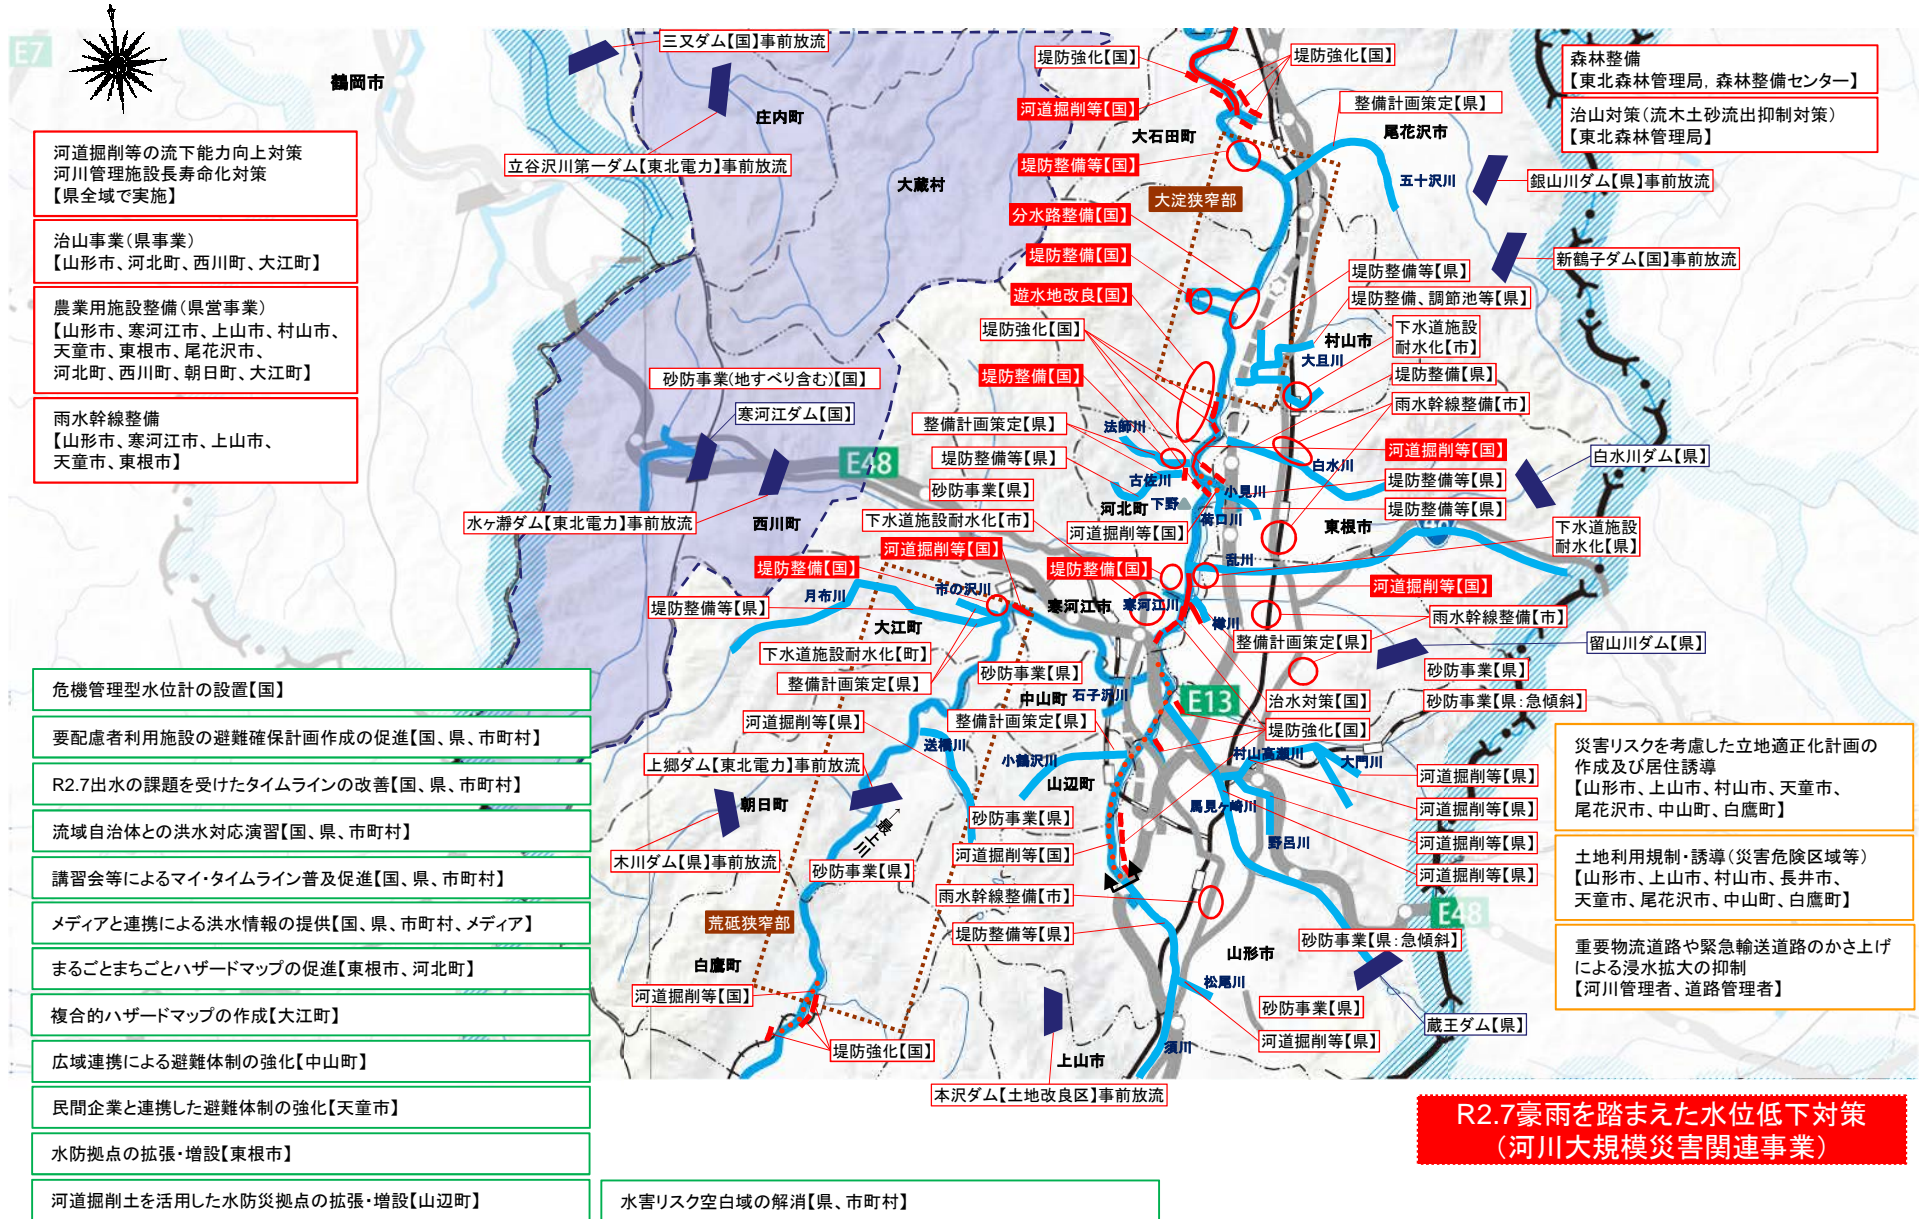 E7
鶴岡市
河道掘削等の流下能力向上対策
河川管理施設長寿命化対策
【県全域で実施】
治山事業(県事業)
【山形市、河北町、西川町、大江町】
農業用施設整備(県営事業)
【山形市、寒河江市、上山市、村山市、
天童市、東根市、尾花沢市、
河北町、西川町、朝日町、大江町】
雨水幹線整備
【山形市、寒河江市、上山市、
天童市、東根市】
三又ダム【国】事前放流
庄内町
立谷沢川第一ダム【東北電力】事前放流
大蔵村
堤防強化【国】
堤防強化【国】
河道掘削等【国】
大石田町
整備計画策定【県】
尾花沢市
堤防整備等【国】
五十沢川
大淀狭窄部
分水路整備【国】
堤防整備【国】
遊水地改良【国】
堤防強化【国】
堤防整備【国】
森林整備
【東北森林管理局, 森林整備センター】
治山対策(流木土砂流出抑制対策)
【東北森林管理局】
銀山川ダム【県】事前放流
新鶴子ダム【国】事前放流
堤防整備等【県】
堤防整備、調節池等【県】
下水道施設
耐水化【市】
村山市
大旦川
堤防整備【県】
雨水幹線整備【市】
河道掘削等【国】
白水川ダム【県】
白水川
堤防整備等【県】
堤防整備等【県】
東根市
48
下水道施設
耐水化【県】
砂防事業(地すべり含む)【国】
寒河江ダム【国】
E48
水ヶ瀞ダム【東北電力】事前放流
西川町
整備計画策定【県】
法師川
堤防整備等【県】
古佐川
砂防事業【県】
河北町
下野
小見川
荷口川
下水道施設耐水化【市】
河道掘削等【国】
河道掘削等【国】
堤防整備【国】
乱川
河道掘削等【国】
堤防整備【国】
月布川
市の沢川
寒河江市
寒河江川
樽川
堤防整備等【県】
大江町
雨水幹線整備【市】
整備計画策定【県】
留山川ダム【県】
下水道施設耐水化【町】
砂防事業【県】
整備計画策定【県】
中山町
石子沢川
砂防事業【県】
E13
治水対策【国】
砂防事業【県:急傾斜】
河道掘削等【県】
整備計画策定【県】
堤防強化【国】
送橋川
小鶴沢川
村山高瀬川
大門川
上郷ダム【東北電力】事前放流
山辺町
河道掘削等【県】
朝日町
馬見ヶ崎川
河道掘削等【県】
←最上川
砂防事業【県】
野呂川
河道掘削等【県】
木川ダム【県】事前放流
河道掘削等【国】
河道掘削等【県】
砂防事業【県】
雨水幹線整備【市】
E48
荒砥狭窄部
堤防整備等【県】
砂防事業【県:急傾斜】
山形市
白鷹町
松尾川
河道掘削等【国】
砂防事業【県】
蔵王ダム【県】
堤防強化【国】
河道掘削等【県】
須川
上山市
本沢ダム【土地改良区】事前放流
災害リスクを考慮した立地適正化計画の
作成及び居住誘導
【山形市、上山市、村山市、天童市、
尾花沢市、中山町、白鷹町】
土地利用規制・誘導(災害危険区域等)
【山形市、上山市、村山市、長井市、
天童市、尾花沢市、中山町、白鷹町】
重要物流道路や緊急輸送道路のかさ上げ
による浸水拡大の抑制
【河川管理者、道路管理者】
R2.7豪雨を踏まえた水位低下対策
(河川大規模災害関連事業)
危機管理型水位計の設置【国】
要配慮者利用施設の避難確保計画作成の促進【国、県、市町村】
R2.7出水の課題を受けたタイムラインの改善【国、県、市町村】
流域自治体との洪水対応演習【国、県、市町村】
講習会等によるマイ・タイムライン普及促進【国、県、市町村】
メディアと連携による洪水情報の提供【国、県、市町村、メディア】
まるごとまちごとハザードマップの促進【東根市、河北町】
複合的ハザードマップの作成【大江町】
広域連携による避難体制の強化【中山町】
民間企業と連携した避難体制の強化【天童市】
水防拠点の拡張・増設【東根市】
河道掘削土を活用した水防災拠点の拡張・増設【山辺町】
水害リスク空白域の解消【県、市町村】